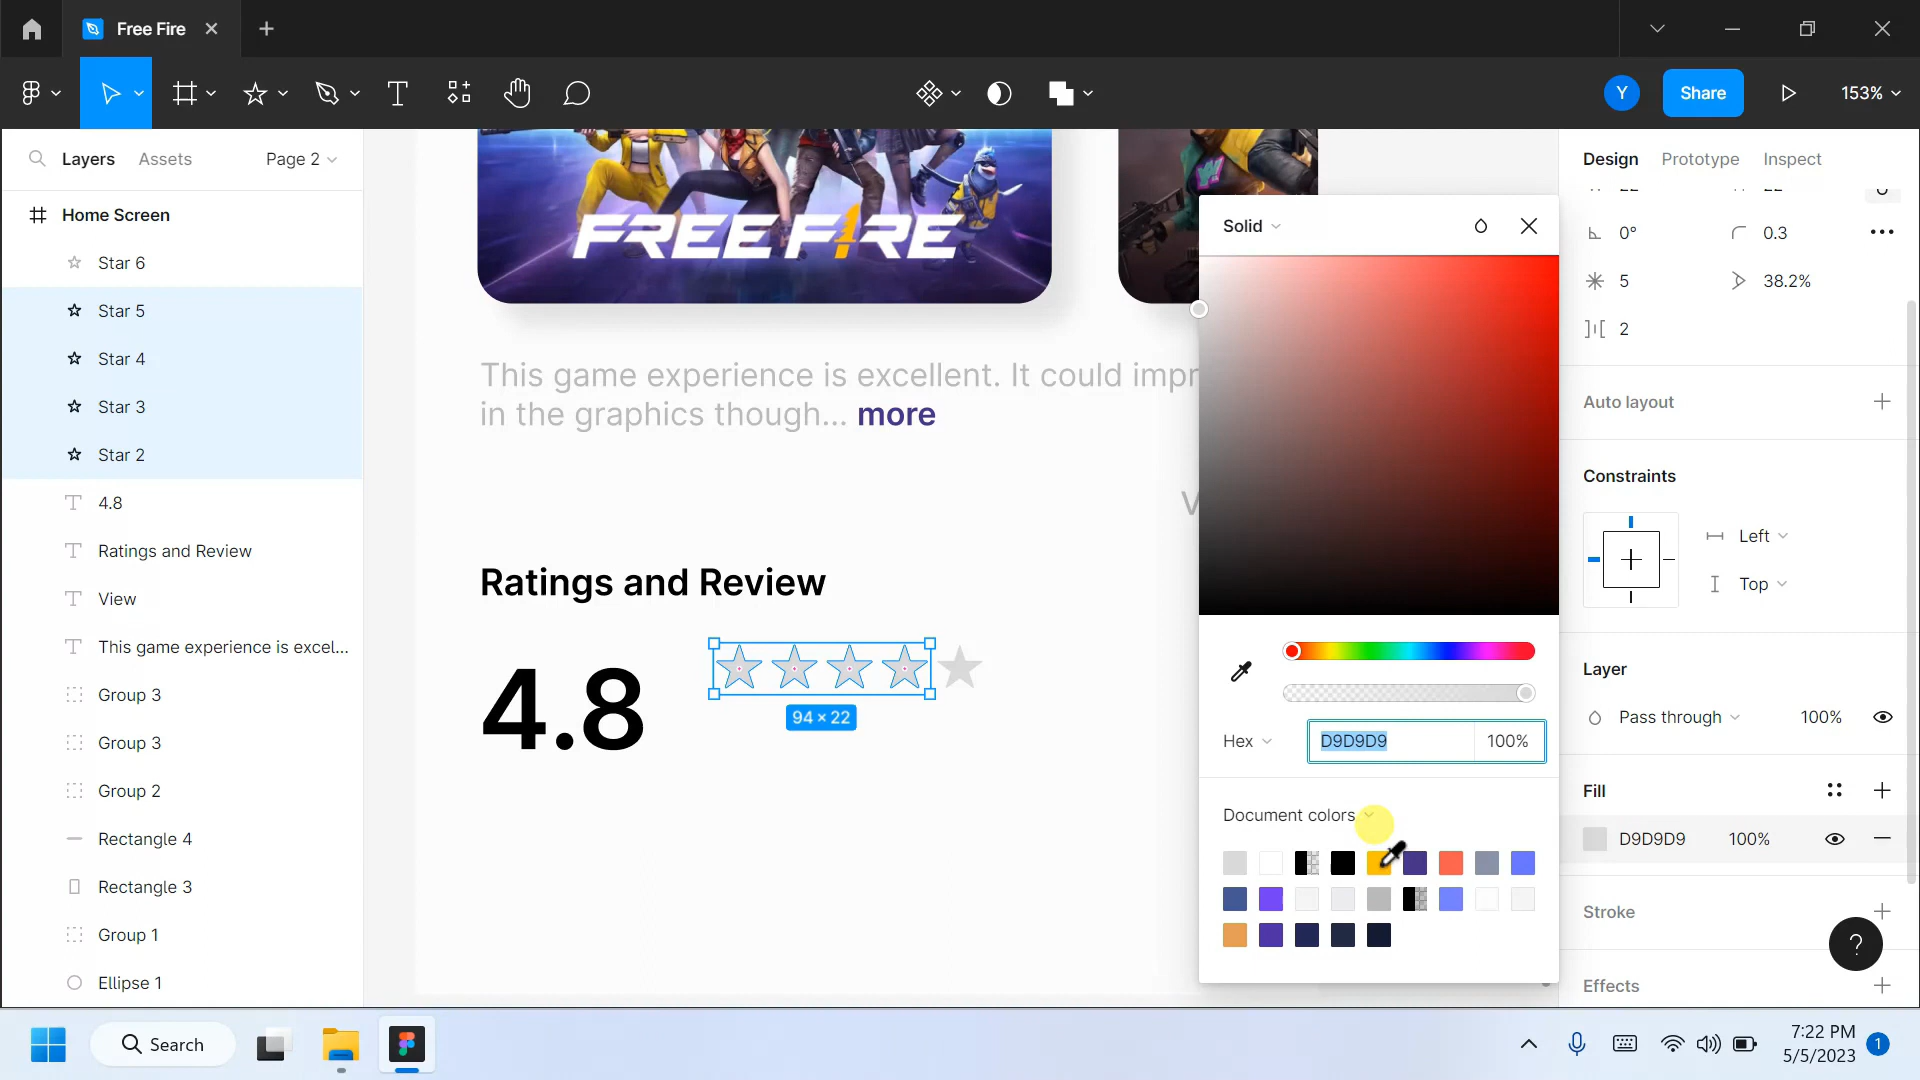 Free Fire
Share
153%
Y
Layers
Assets
Page 2
Home Screen
Star 6
Star 5
Star 4
Star 3
Star 2
4.8
Ratings and Review
View
This game experience is excel...
Group 3
Group 3
Group 2
Rectangle 4
Rectangle 3
Group 1
Ellipse 1
FREE FIRE
This game experience is excellent. It could impr
in the graphics though... more
V
Ratings and Review
4.8
94 × 22
Solid
Hex
D9D9D9
100%
Document colors
Design
Prototype
Inspect
0°
0.3
5
38.2%
2
Auto layout
Constraints
Left
Top
Layer
Pass through
100%
Fill
D9D9D9
100%
Stroke
?
Effects
Search
7:22 PM
5/5/2023
1